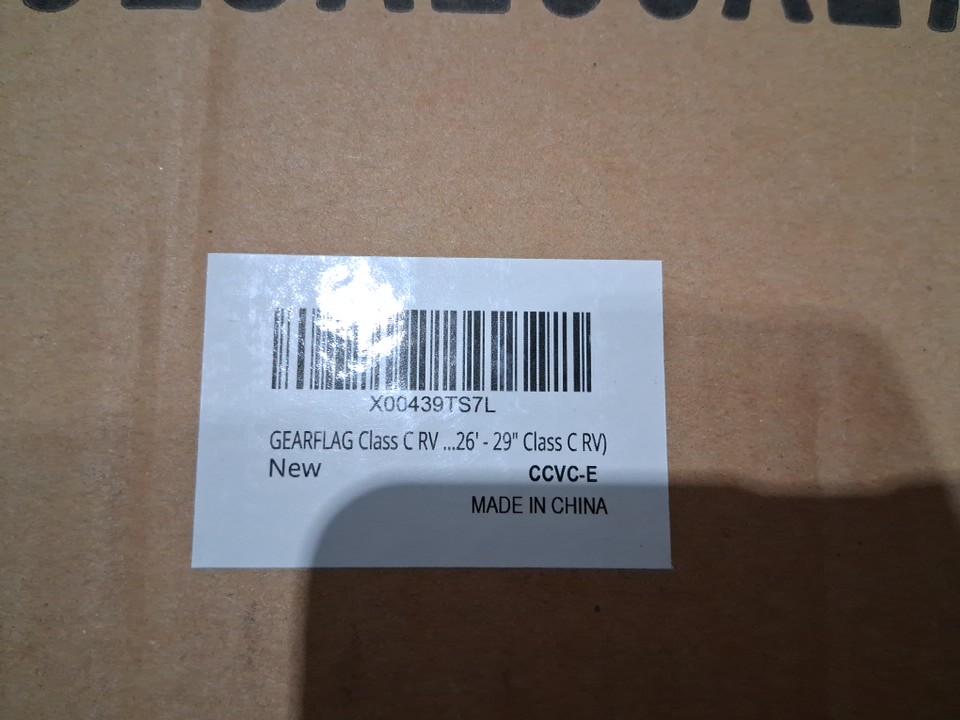 X00439TS7L
GEARFLAG Class C RV ...26' - 29" Class C RV)
New CCVC-E
MADE IN CHINA